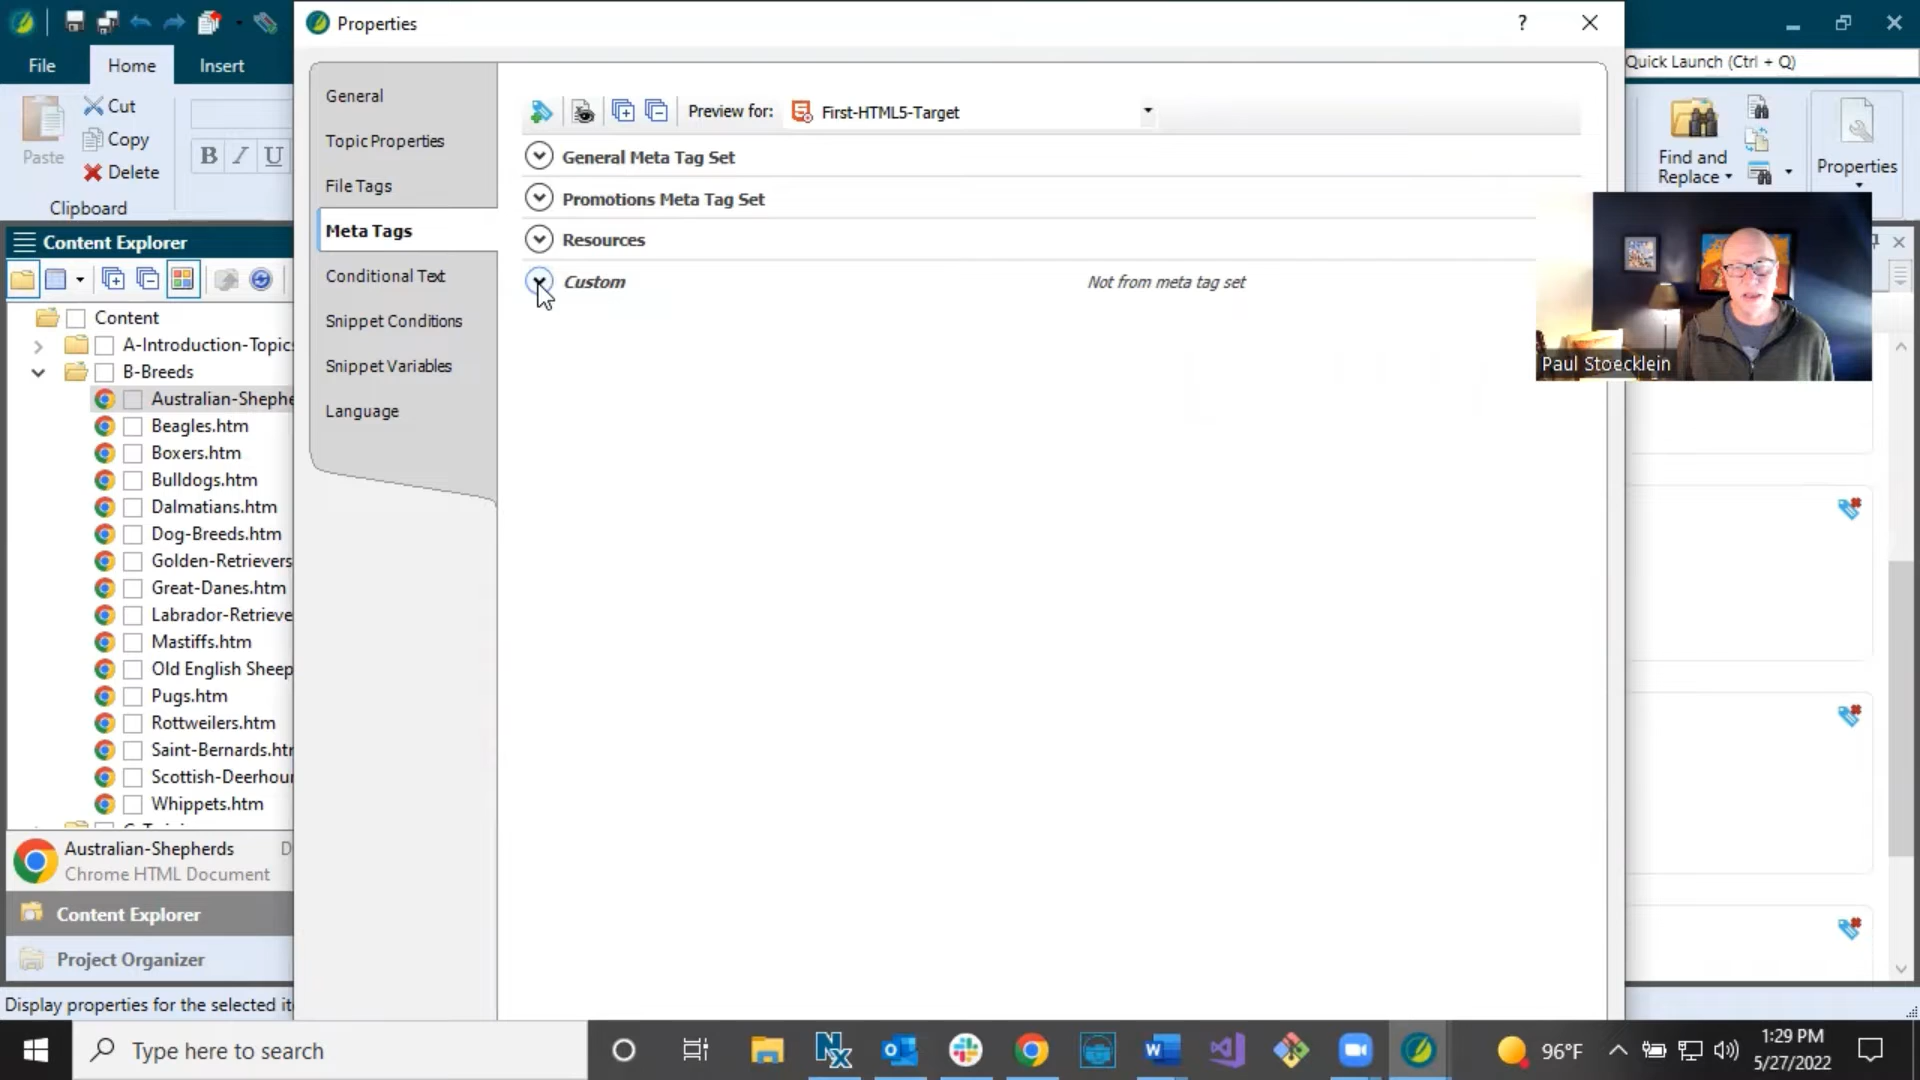 Properties
?
File
Home
Insert
Quick Launch (Ctrl + Q)
Paste
Cut
Copy
Delete
B I U
Clipboard
Find and
Replace
Properties
General
Topic Properties
File Tags
Meta Tags
Conditional Text
Snippet Conditions
Snippet Variables
Language
Preview for:
First-HTML5-Target
General Meta Tag Set
Promotions Meta Tag Set
Resources
Custom
Not from meta tag set
Paul Stoecklein
Content Explorer
Content
A-Introduction-Topics
B-Breeds
Australian-Shephe
Beagles.htm
Boxers.htm
Bulldogs.htm
Dalmatians.htm
Dog-Breeds.htm
Golden-Retrievers
Great-Danes.htm
Labrador-Retrieve
Mastiffs.htm
Old English Sheep
Pugs.htm
Rottweilers.htm
Saint-Bernards.htm
Scottish-Deerhour
Whippets.htm
Australian-Shepherds
D
Chrome HTML Document
Content Explorer
Project Organizer
Display properties for the selected it
Type here to search
96°F
1:29 PM
5/27/2022